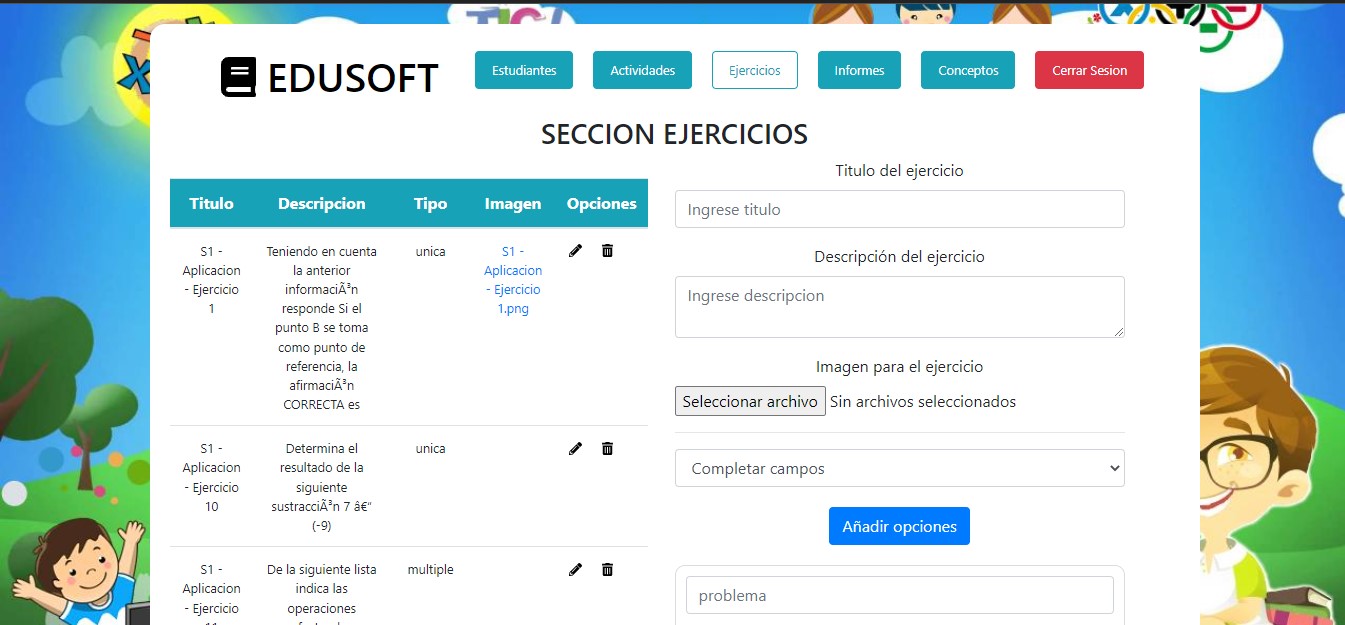 EDUSOFT
Estudiantes
Actividades
Ejercicios
Informes
Conceptos
Cerrar Sesion
SECCION EJERCICIOS
Titulo Descripcion Tipo Imagen Opciones
S1 -
Aplicacion
- Ejercicio
1
Teniendo en cuenta
la anterior
informaciÃ³n
responde Si el
punto B se toma
como punto de
referencia, la
afirmaciÃ³n
CORRECTA es
unica
S1 -
Aplicacion
- Ejercicio
1.png
S1 -
Aplicacion
- Ejercicio
10
Determina el
resultado de la
siguiente
sustracciÃ³n 7 â€“
(-9)
unica
S1 -
Aplicacion
- Ejercicio
De la siguiente lista
indica las
operaciones
multiple
Titulo del ejercicio
Ingrese titulo
Descripción del ejercicio
Ingrese descripcion
Imagen para el ejercicio
Seleccionar archivo Sin archivos seleccionados
Completar campos
Añadir opciones
problema